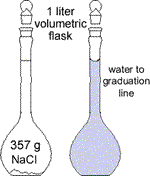 1 liter
volumetric
flask
water to
graduation
line
357 g
NaCl